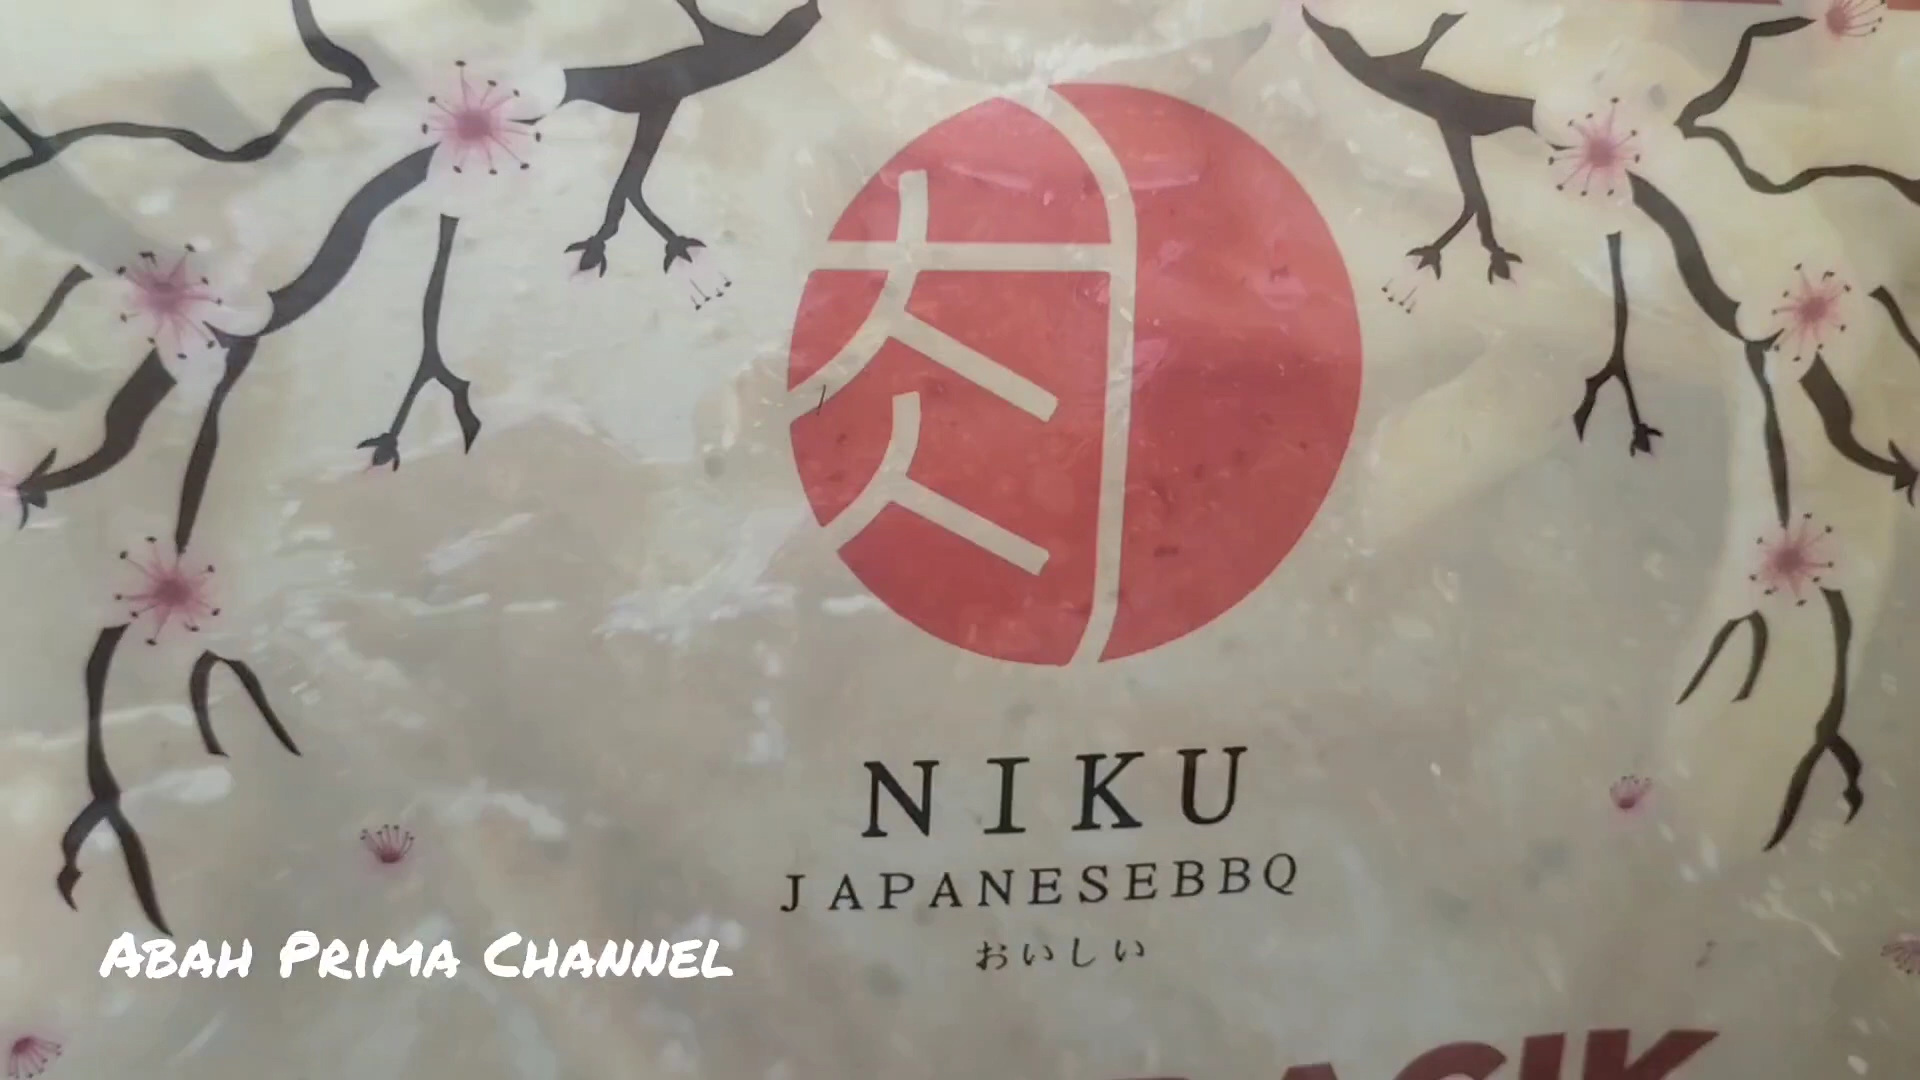 肉
NIKU
JAPANESEBBQ
おいしい
Abah Prima Channel